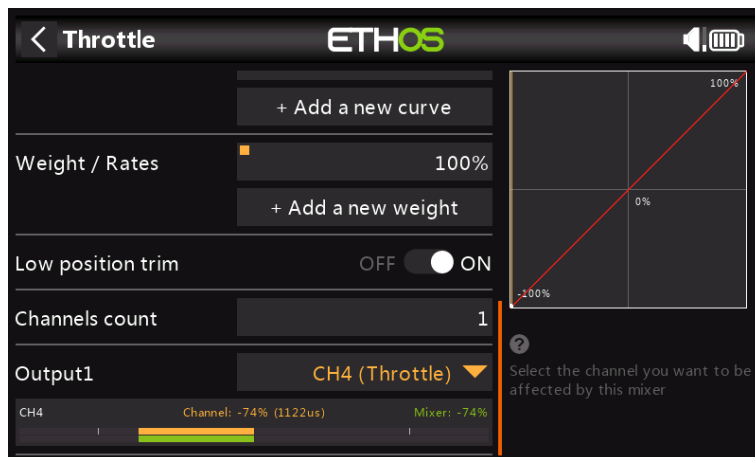 Throttle
ETHOS
+ Add a new curve
Weight / Rates
100%
+ Add a new weight
Low position trim
OFF
ON
Channels count
1
Output1
CH4 (Throttle)
CH4
Channel: -74% (1122us)
Mixer: -74%
100%
0%
-100%
?
Select the channel you want to be
affected by this mixer